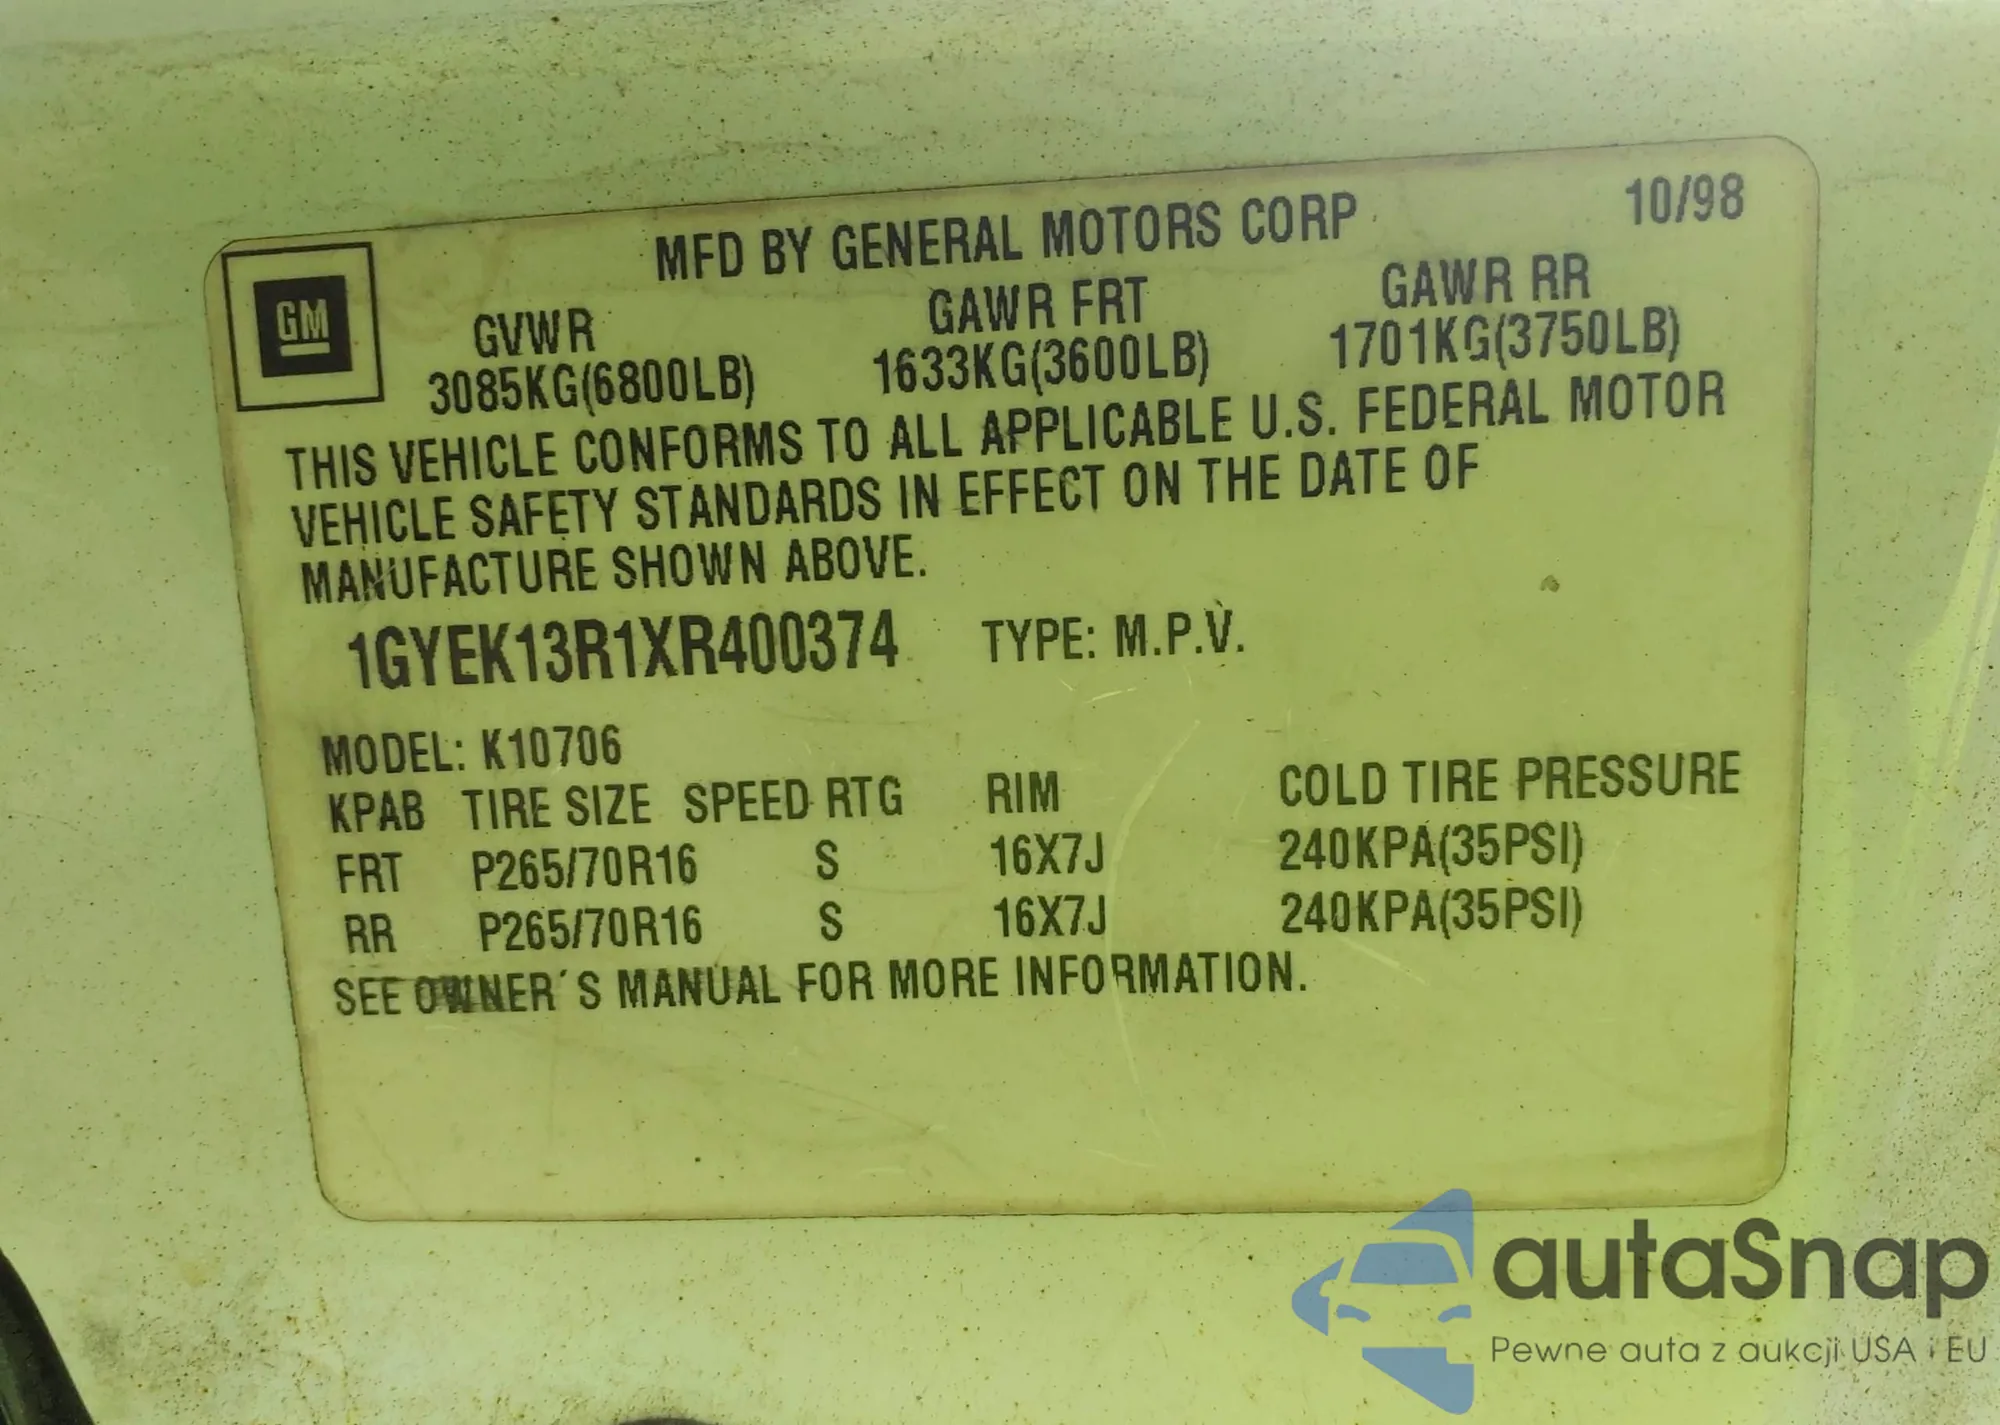 MFD BY GENERAL MOTORS CORP 10/98
GM
GVWR GAWR FRT GAWR RR
3085KG(6800LB) 1633KG(3600LB) 1701KG(3750LB)
THIS VEHICLE CONFORMS TO ALL APPLICABLE U.S. FEDERAL MOTOR
VEHICLE SAFETY STANDARDS IN EFFECT ON THE DATE OF
MANUFACTURE SHOWN ABOVE.
1GYEK13R1XR400374 TYPE: M.P.V.
MODEL: K10706
KPAB TIRE SIZE SPEED RTG RIM COLD TIRE PRESSURE
FRT P265/70R16 S 16X7J 240KPA(35PSI)
RR P265/70R16 S 16X7J 240KPA(35PSI)
SEE OWNER´S MANUAL FOR MORE INFORMATION.
autaSnap
Pewne auta z aukcji USA i EU